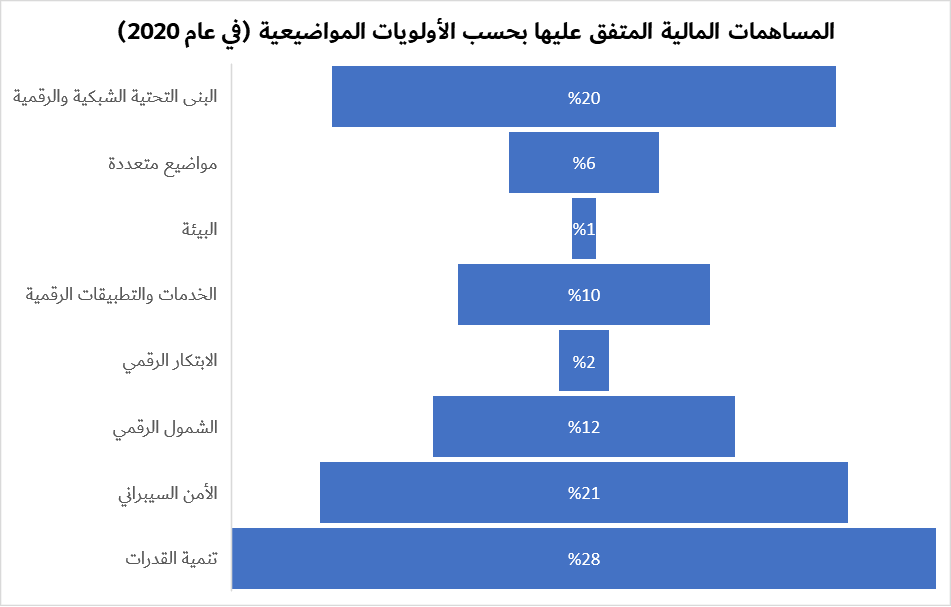 المساهمات المالية المتفق عليها بحسب الأولويات المواضيعية (في عام 2020)
البنى التحتية الشبكية والرقمية %20
مواضيع متعددة %6
البيئة %1
الخدمات والتطبيقات الرقمية %10
الابتكار الرقمي %2
الشمول الرقمي %12
الأمن السيبراني %21
تنمية القدرات %28